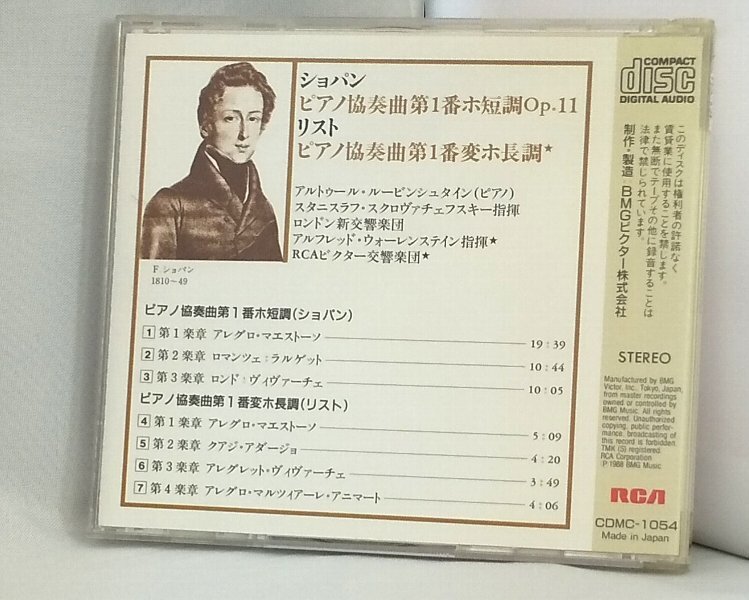 ショパン
ピアノ協奏曲第1番ホ短調Op.11
リスト
ピアノ協奏曲第1番変ホ長調★
アルトゥール・ルービンシュタイン(ピアノ)
スタニスラフ・スクロヴァチェフスキー指揮
ロンドン新交響楽団
アルフレッド・ウォーレンステイン指揮★
RCAビクター交響楽団★
F ショパン
1810〜49
ピアノ協奏曲第1番ホ短調(ショパン)
1 第1楽章 アレグロ・マエストーソ 19:39
2 第2楽章 ロマンツェ:ラルゲット 10:44
3 第3楽章 ロンド:ヴィヴァーチェ 10:05
ピアノ協奏曲第1番変ホ長調(リスト)
4 第1楽章 アレグロ・マエストーソ 5:09
5 第2楽章 クアジ・アダージョ 4:20
6 第3楽章 アレグレット・ヴィヴァーチェ 3:49
7 第4楽章 アレグロ・マルツィアーレ・アニマート 4:06
COMPACT
disc
DIGITAL AUDIO
このディスクは権利者の許諾なく
賃貸業に使用することを禁じます。
また無断でテープその他に録音することは
法律で禁じられています。
制作・製造 BMGビクター株式会社
STEREO
Manufactured by BMG
Victor, Inc., Tokyo, Japan,
from master recordings
owned or controlled by
BMG Music. All rights
reserved. Unauthorized
copying, public perfor-
mance, broadcasting of
this record is forbidden.
TMK (S) registered.
RCA Corporation
℗ 1988 BMG Music
RCA
CDMC-1054
Made in Japan